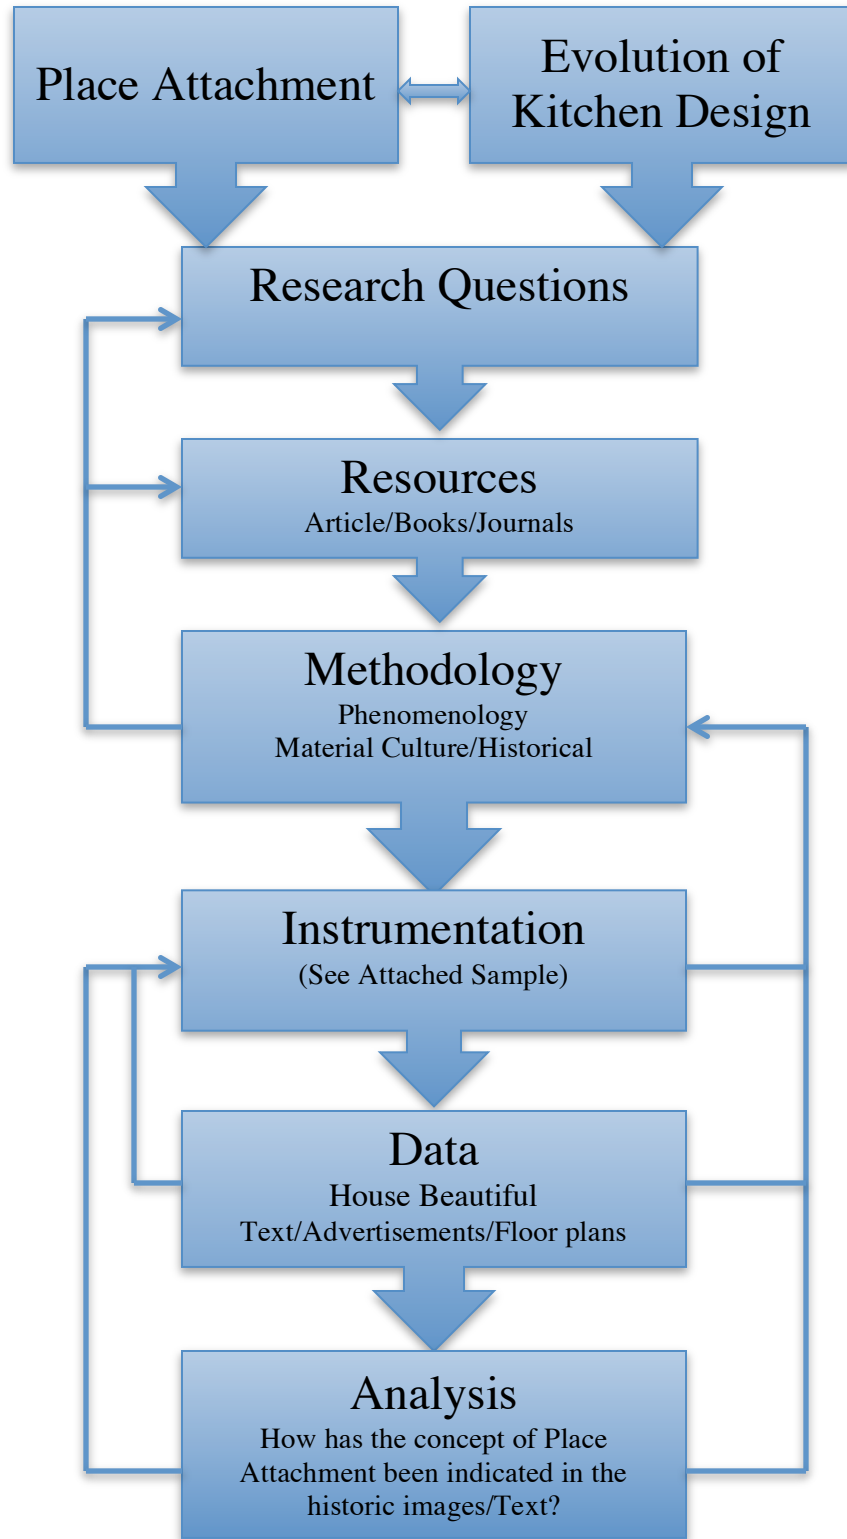 Place Attachment
Evolution of
Kitchen Design
Research Questions
Resources
Article/Books/Journals
Methodology
Phenomenology
Material Culture/Historical
Instrumentation
(See Attached Sample)
Data
House Beautiful
Text/Advertisements/Floor plans
Analysis
How has the concept of Place
Attachment been indicated in the
historic images/Text?